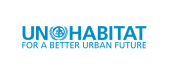 UN HABITAT
FOR A BETTER URBAN FUTURE